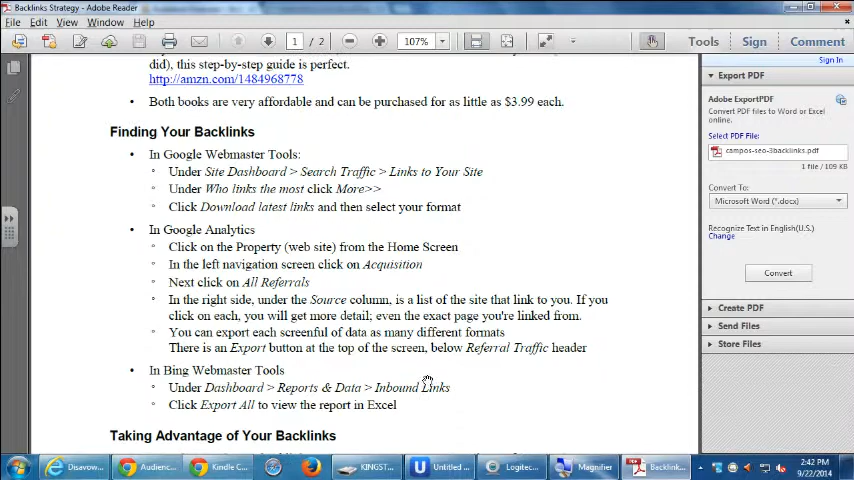 Backlinks Strategy - Adobe Reader
File Edit View Window Help
1 / 2 107% Tools Sign Comment
Sign In
did), this step-by-step guide is perfect.
http://amzn.com/1484968778
• Both books are very affordable and can be purchased for as little as $3.99 each.
Finding Your Backlinks
• In Google Webmaster Tools:
◦ Under Site Dashboard > Search Traffic > Links to Your Site
◦ Under Who links the most click More>>
◦ Click Download latest links and then select your format
• In Google Analytics
◦ Click on the Property (web site) from the Home Screen
◦ In the left navigation screen click on Acquisition
◦ Next click on All Referrals
◦ In the right side, under the Source column, is a list of the site that link to you. If you
click on each, you will get more detail; even the exact page you're linked from.
◦ You can export each screenful of data as many different formats
There is an Export button at the top of the screen, below Referral Traffic header
• In Bing Webmaster Tools
◦ Under Dashboard > Reports & Data > Inbound Links
◦ Click Export All to view the report in Excel
Taking Advantage of Your Backlinks
Export PDF
Adobe ExportPDF
Convert PDF files to Word or Excel
online.
Select PDF File:
campos-seo-3backlinks.pdf
1 file / 109 KB
Convert To:
Microsoft Word (*.docx)
Recognize Text in English(U.S.)
Change
Convert
Create PDF
Send Files
Store Files
Disavow... Audienc... Kindle C... KINGST... Untitled ... Logitec... Magnifier Backlink...
2:42 PM
9/22/2014